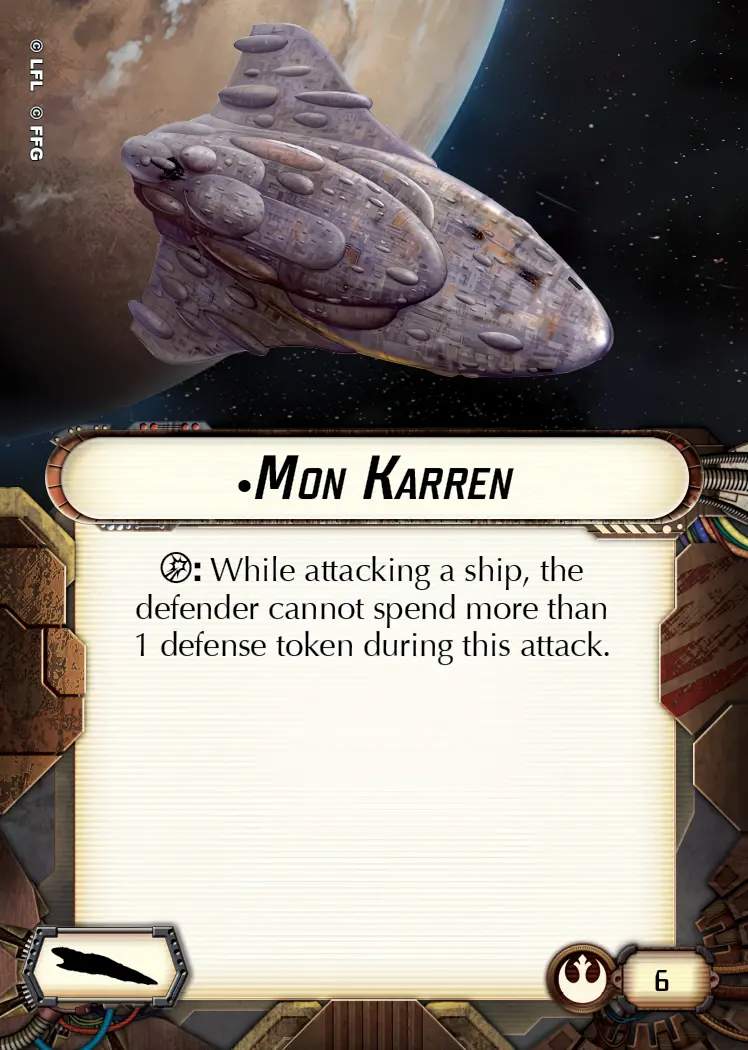 © LFL © FFG
•Mon Karren
: While attacking a ship, the
defender cannot spend more than
1 defense token during this attack.
6